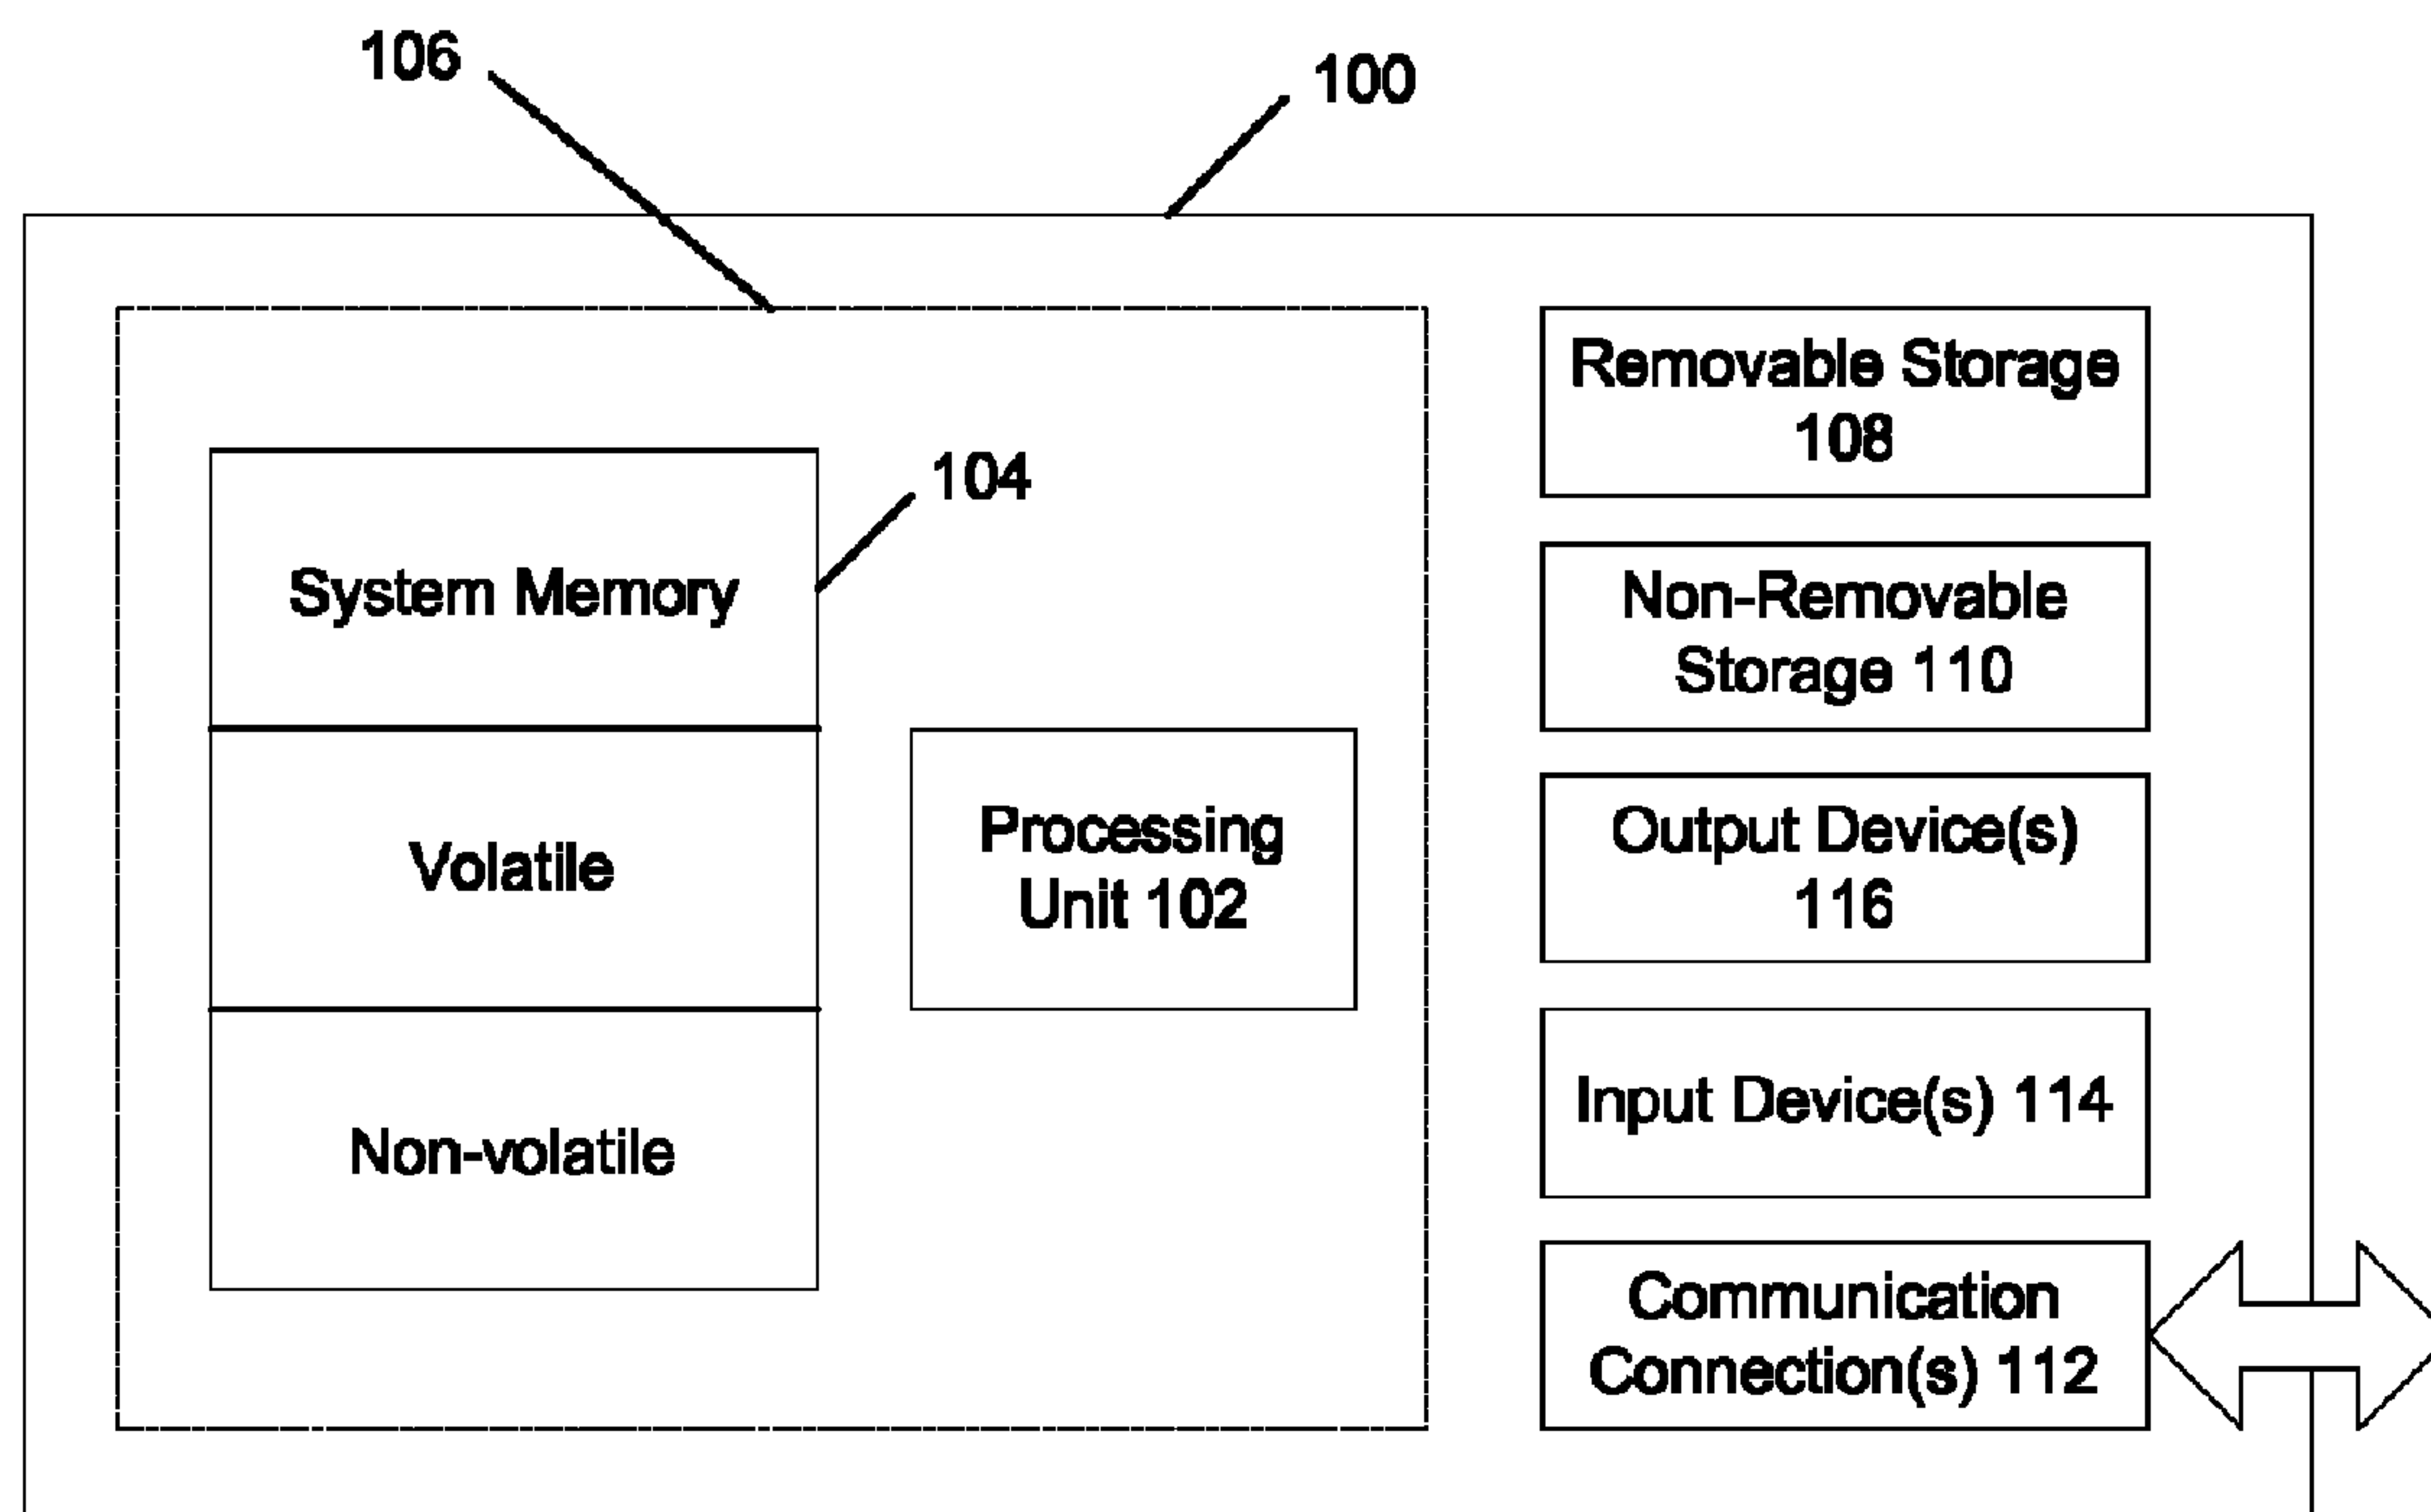 106
100
104
System Memory
Volatile
Non-volatile
Processing
Unit 102
Removable Storage
108
Non-Removable
Storage 110
Output Device(s)
116
Input Device(s) 114
Communication
Connection(s) 112